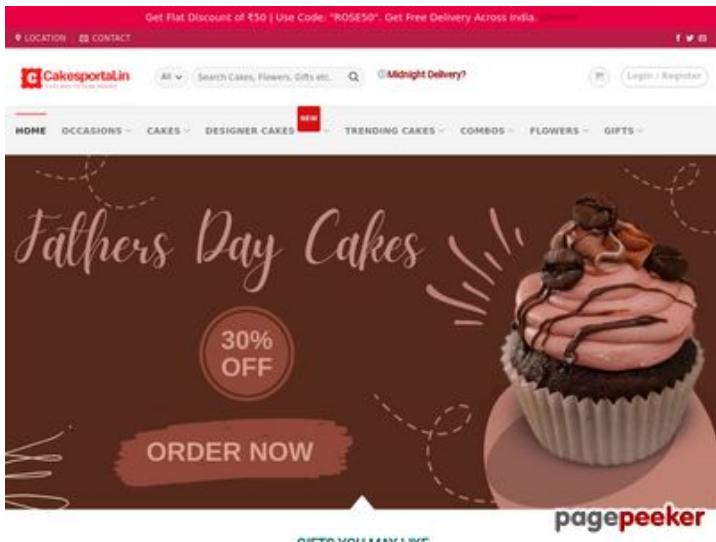 Get Flat Discount of ₹50 | Use Code: "ROSE50". Get Free Delivery Across India.
LOCATION CONTACT
Cakesportal.in
All Search Cakes, Flowers, Gifts etc. Midnight Delivery? Login / Register
NEW
HOME OCCASIONS CAKES DESIGNER CAKES TRENDING CAKES COMBOS FLOWERS GIFTS
Fathers Day Cakes
30%
OFF
ORDER NOW
pagepeeker
GIFTS YOU MAY LIKE